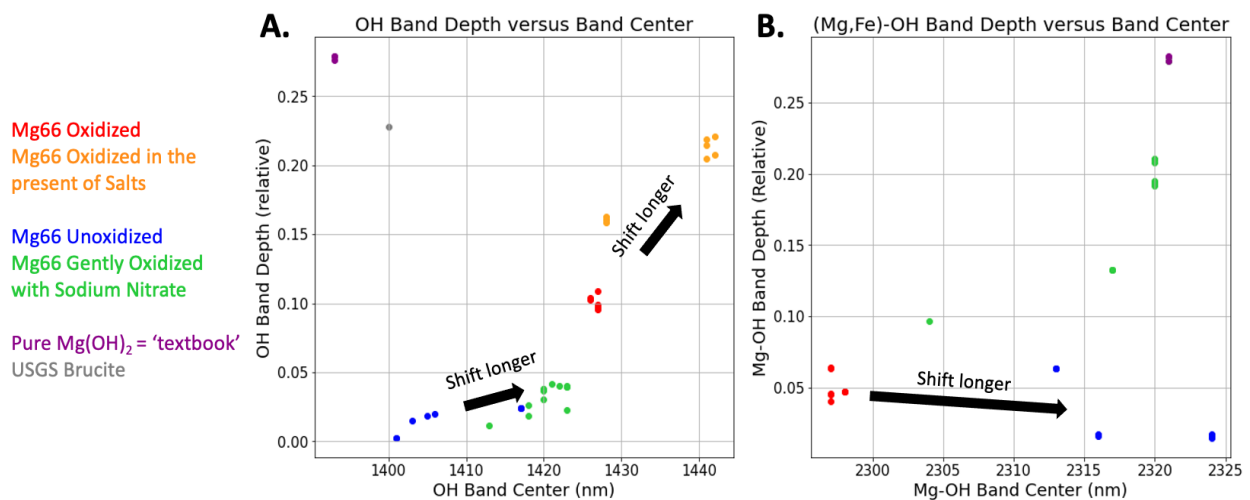 A.
OH Band Depth versus Band Center
B.
(Mg,Fe)-OH Band Depth versus Band Center
Mg66 Oxidized
Mg66 Oxidized in the
present of Salts
Mg66 Unoxidized
Mg66 Gently Oxidized
with Sodium Nitrate
Pure Mg(OH)₂ = ‘textbook’
USGS Brucite
OH Band Depth (relative)
0.25
0.20
0.15
0.10
0.05
0.00
Shift longer
Shift longer
1400 1410 1420 1430 1440
OH Band Center (nm)
Mg-OH Band Depth (Relative)
0.25
0.20
0.15
0.10
0.05
Shift longer
2300 2305 2310 2315 2320 2325
Mg-OH Band Center (nm)